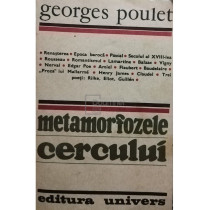 georges poulet
• Renașterea • Epoca barocă • Pascal • Secolul al XVIII-lea
• Rousseau • Romantismul • Lamartine • Balzac • Vigny
• Nerval • Edgar Poe • Amiel • Flaubert • Baudelaire •
„Proza" lui Mallarmé • Henry James • Claudel • Trei
poeți: Rilke, Eliot, Guillén •
metamorfozele
cercului
editura univers